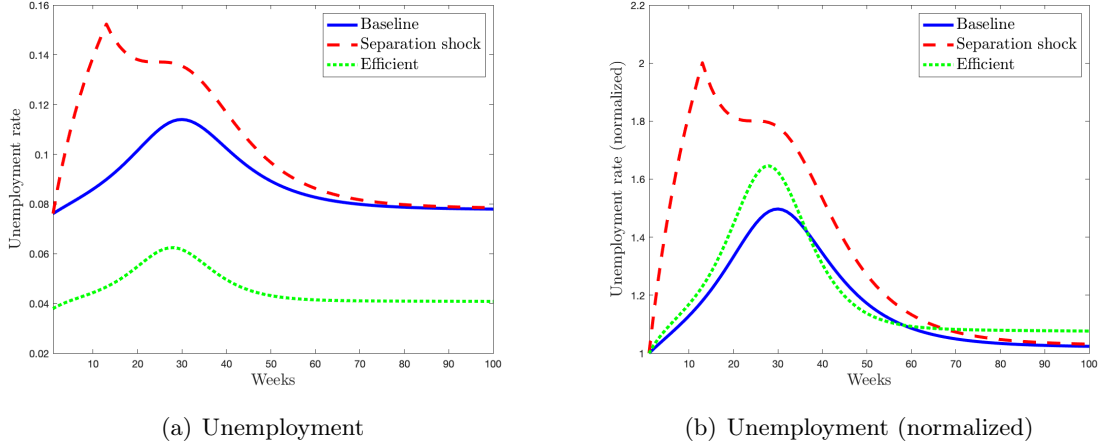 0.16
0.14
0.12
0.1
0.08
0.06
0.04
0.02
Unemployment rate
Baseline
Separation shock
Efficient
10 20 30 40 50 60 70 80 90 100
Weeks
(a) Unemployment
2.2
2
1.8
1.6
1.4
1.2
1
Unemployment rate (normalized)
Baseline
Separation shock
Efficient
10 20 30 40 50 60 70 80 90 100
Weeks
(b) Unemployment (normalized)